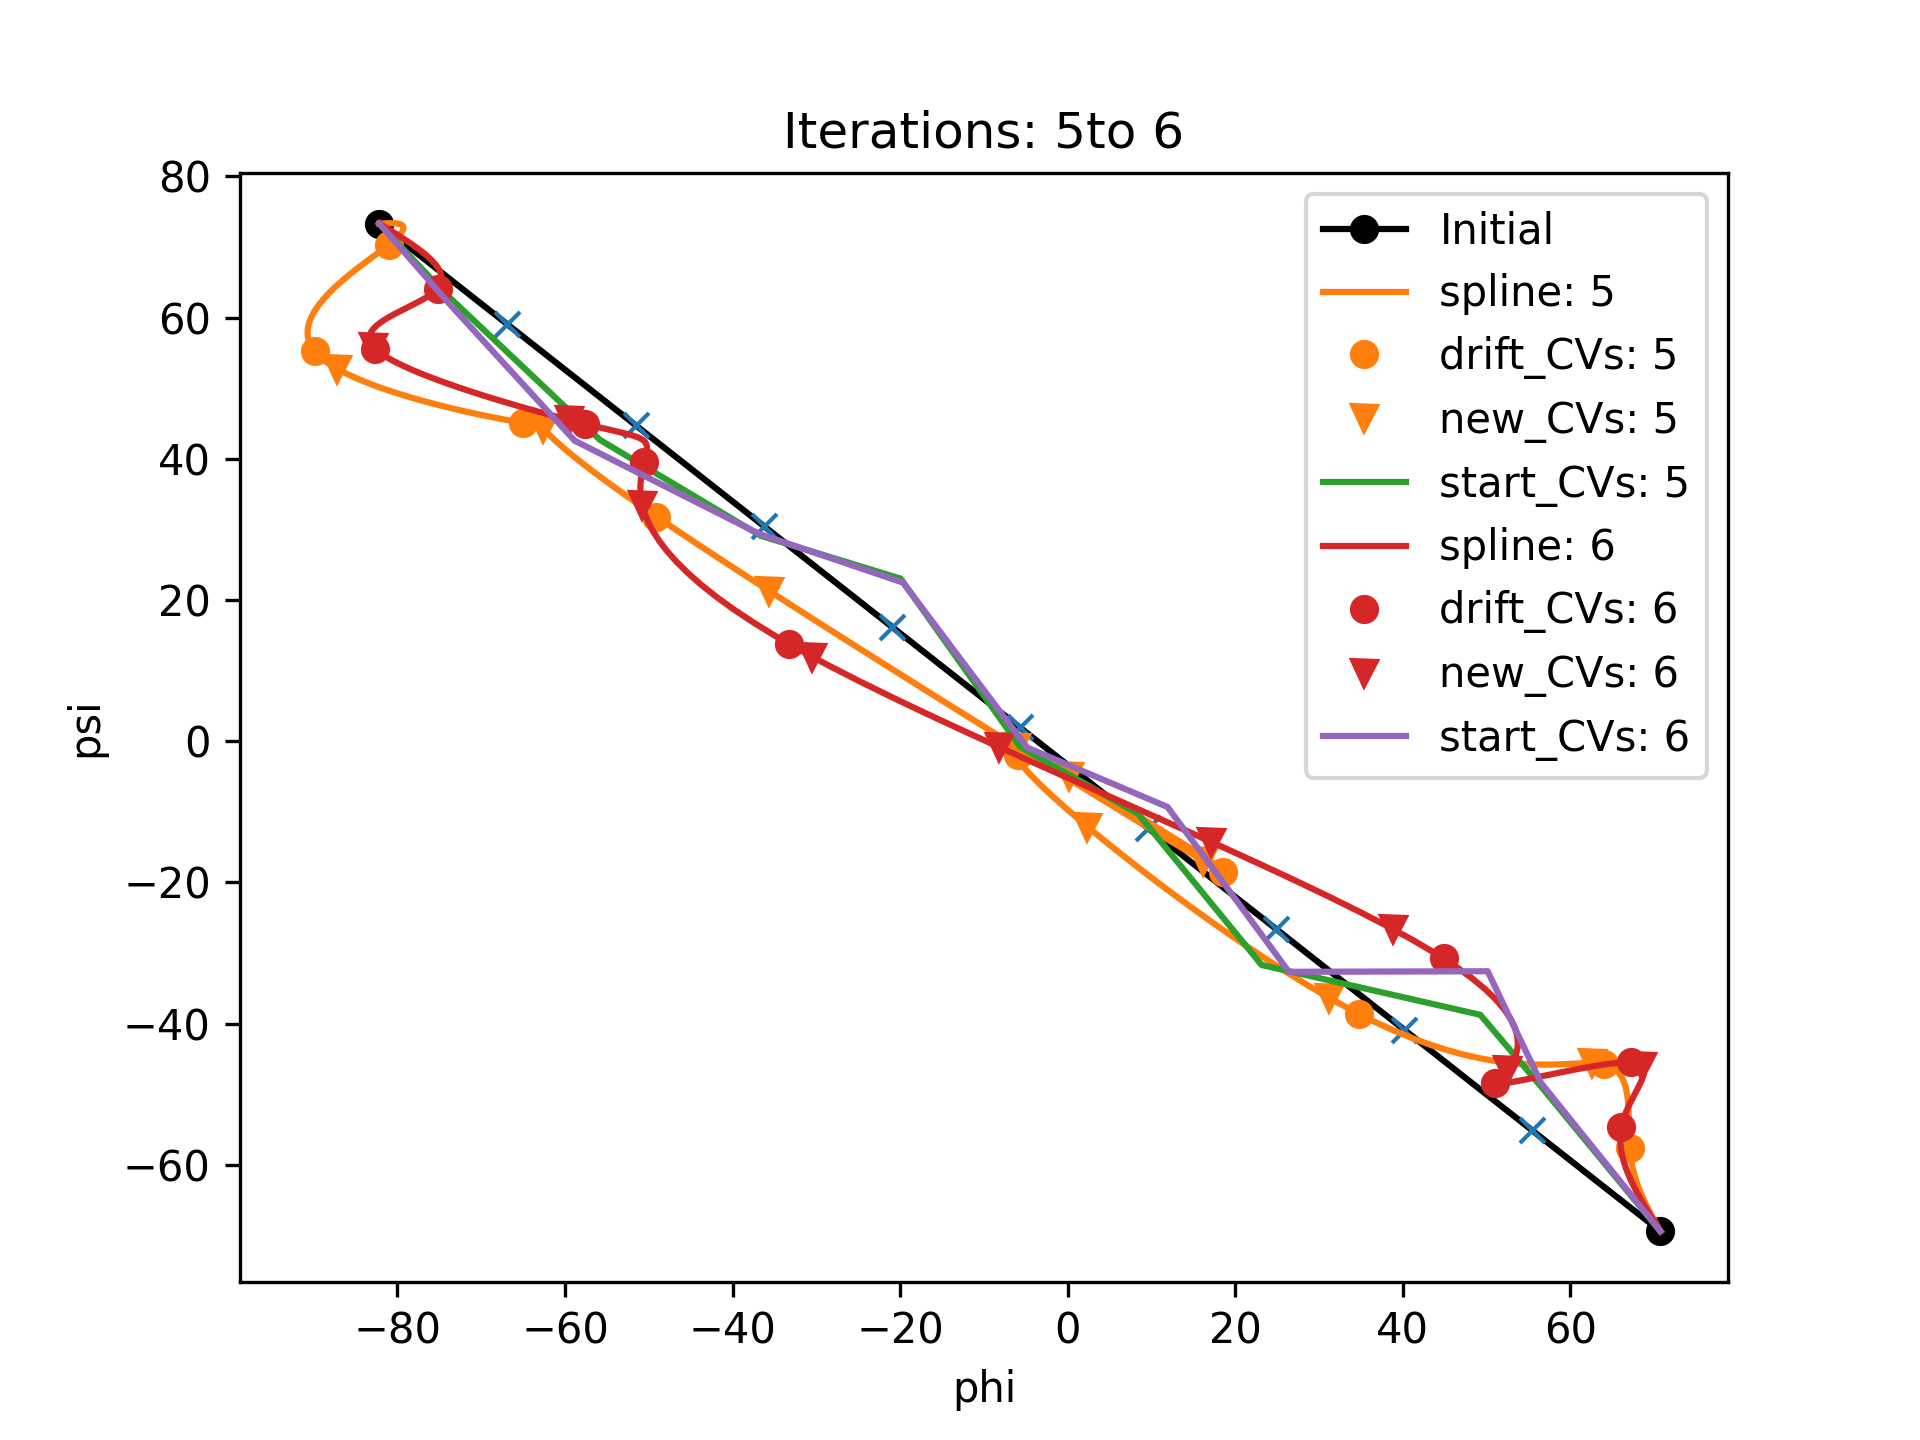 Iterations: 5to 6
80
60
40
20
0
−20
−40
−60
psi
−80
−60
−40
−20
0
20
40
60
phi
Initial
spline: 5
drift_CVs: 5
new_CVs: 5
start_CVs: 5
spline: 6
drift_CVs: 6
new_CVs: 6
start_CVs: 6